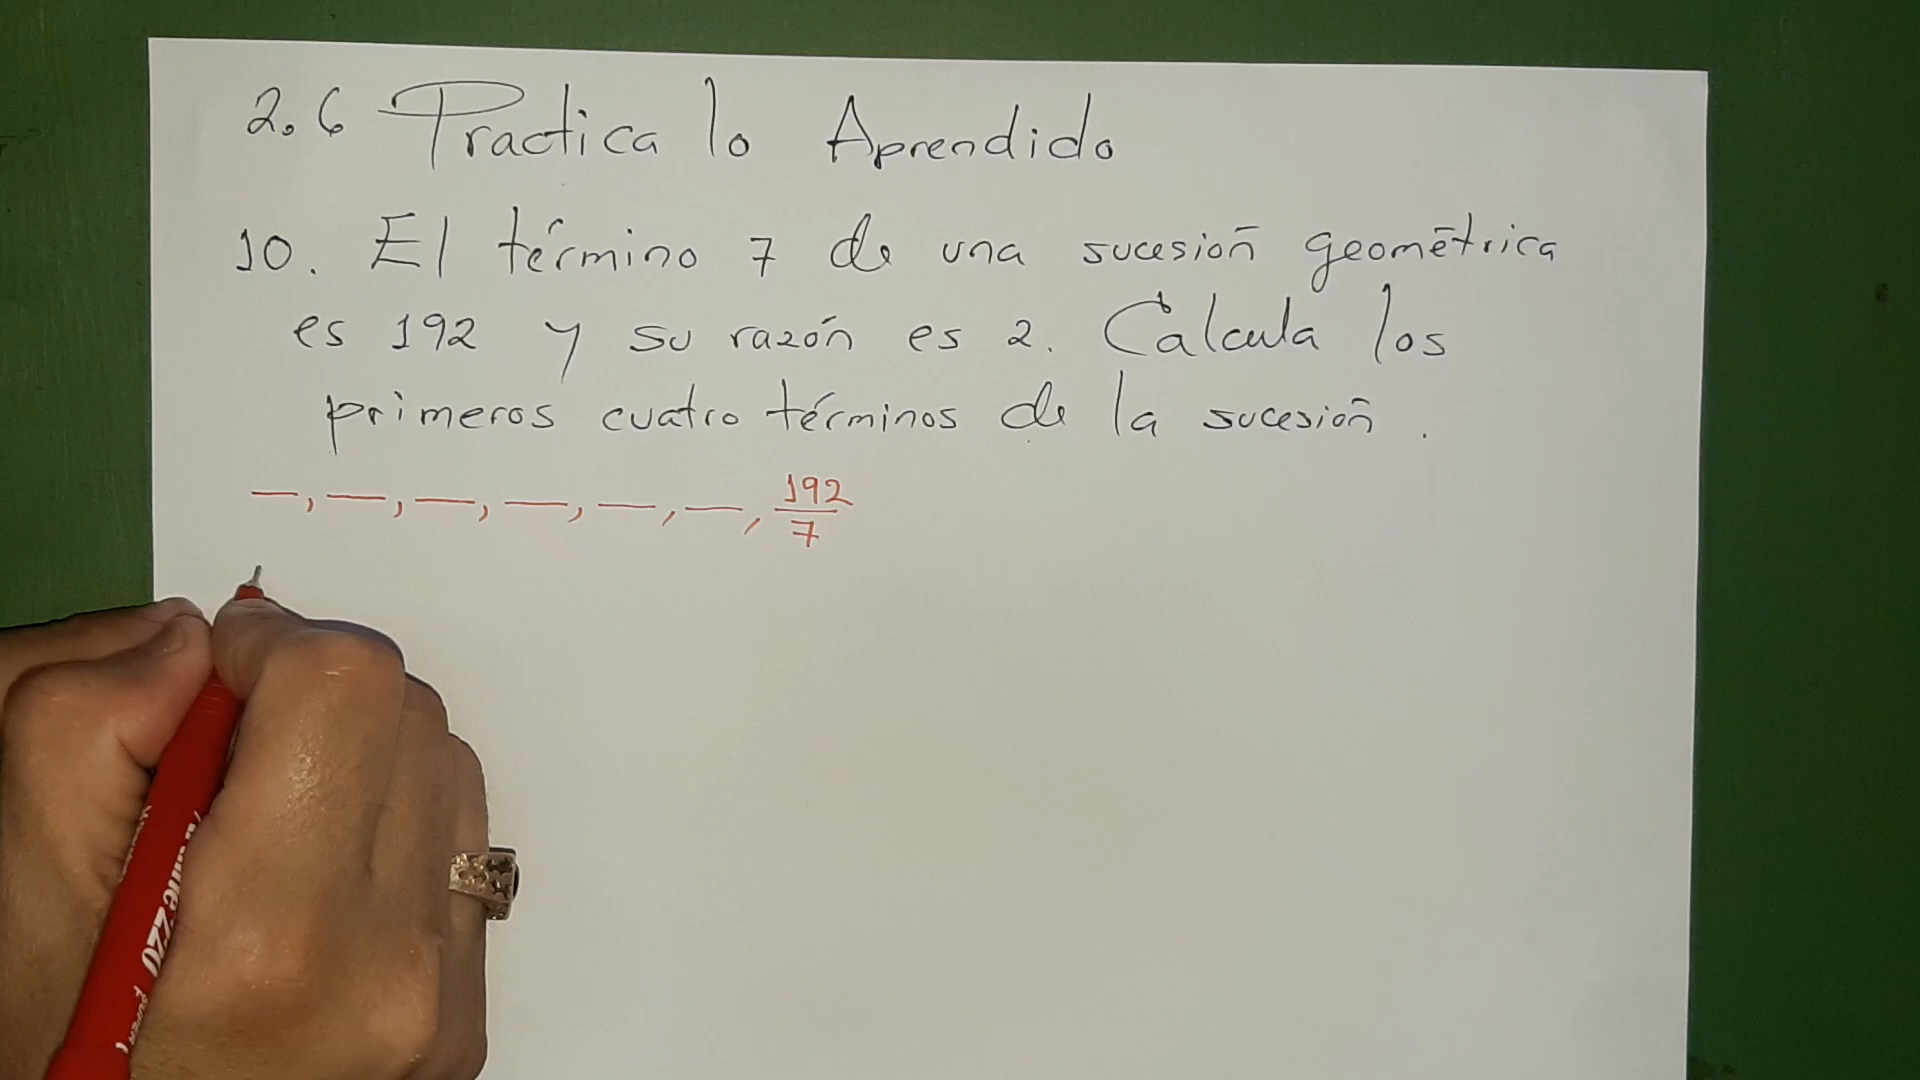 2.6 Practica lo Aprendido
10. El término 7 de una sucesión geométrica
es 192 y su razón es 2. Calcula los
primeros cuatro términos de la sucesión.
—, —, —, —, —, —, 192
7